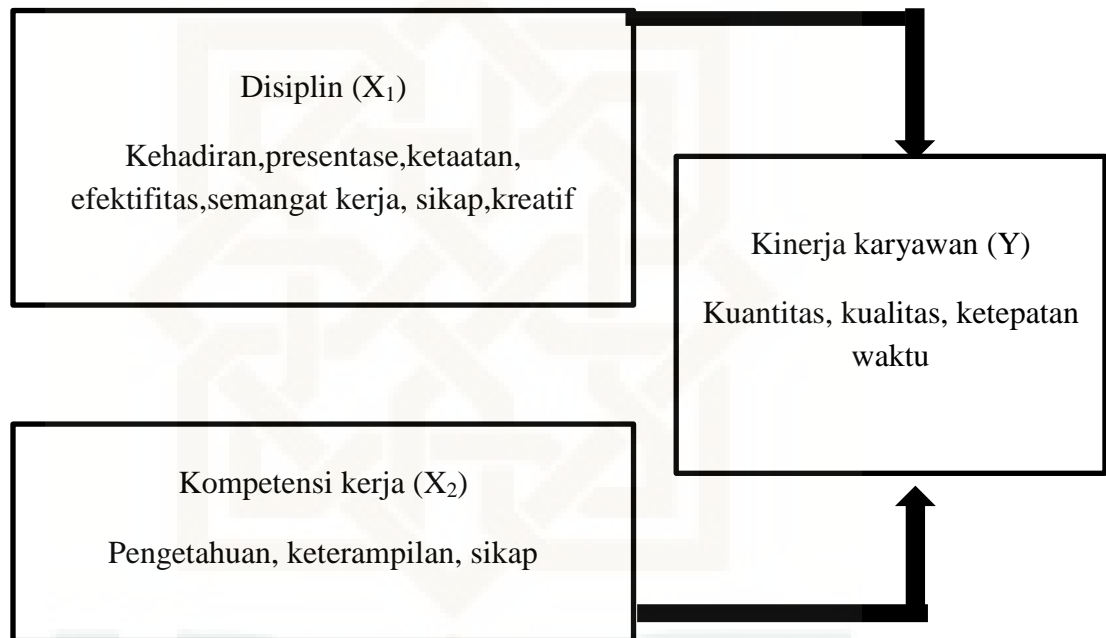 Disiplin (X₁)
Kehadiran,presentase,ketaatan,
efektifitas,semangat kerja, sikap,kreatif
Kinerja karyawan (Y)
Kuantitas, kualitas, ketepatan
waktu
Kompetensi kerja (X₂)
Pengetahuan, keterampilan, sikap